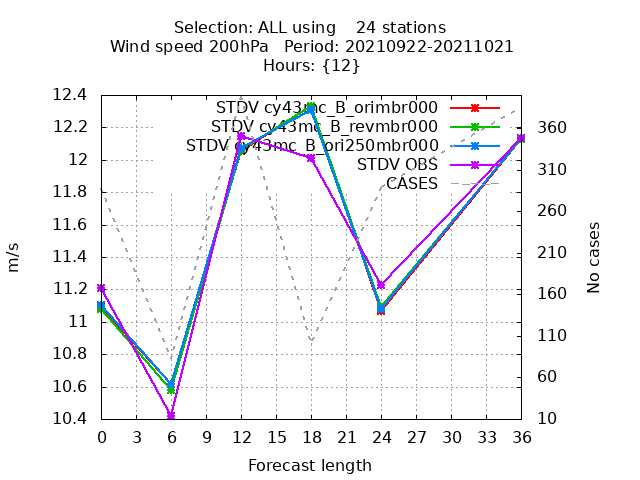 Selection: ALL using    24 stations
Wind speed 200hPa   Period: 20210922-20211021
Hours: {12}
STDV cy43mc_B_orimbr000
STDV cy43mc_B_revmbr000
STDV cy43mc_B_ori250mbr000
STDV OBS
CASES
m/s
12.4
12.2
12
11.8
11.6
11.4
11.2
11
10.8
10.6
10.4
No cases
360
310
260
210
160
110
60
10
0 3 6 9 12 15 18 21 24 27 30 33 36
Forecast length